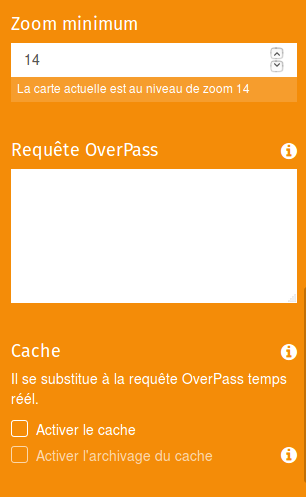 Zoom minimum
14
La carte actuelle est au niveau de zoom 14
Requête OverPass
Cache
Il se substitue à la requête OverPass temps
réél.
Activer le cache
Activer l'archivage du cache